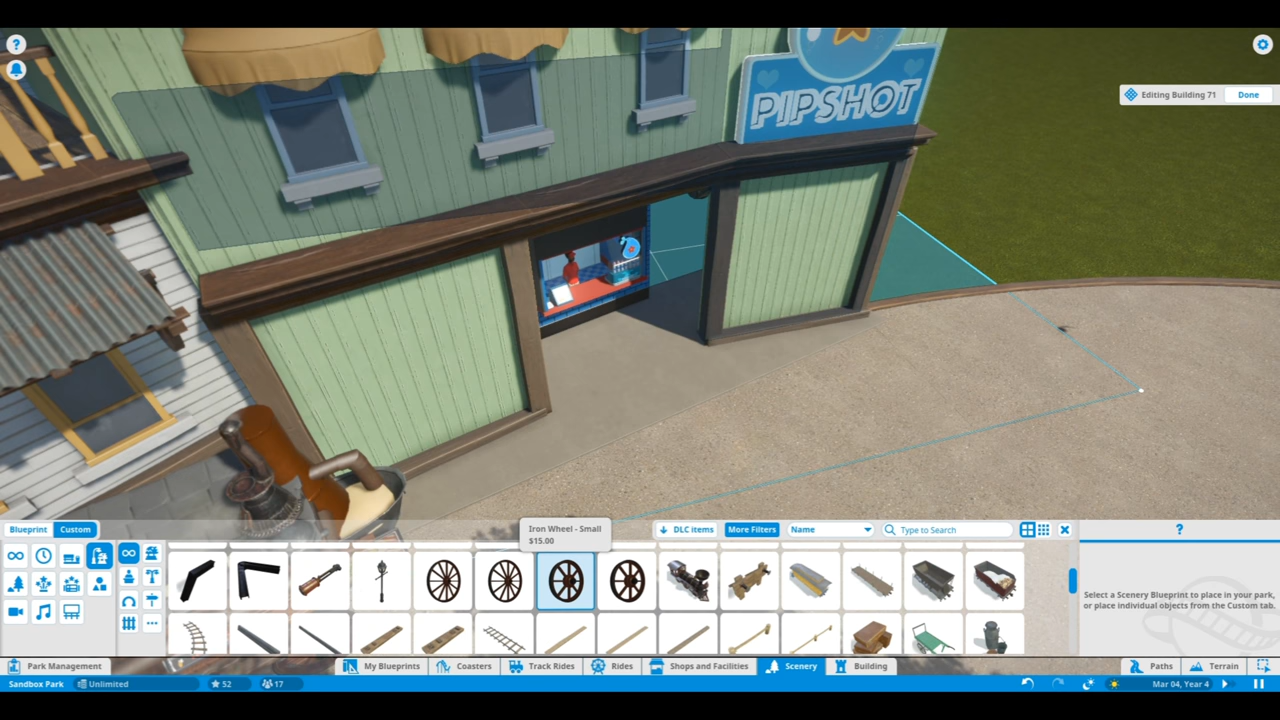 ?
PIPSHOT
Editing Building 71
Done
Iron Wheel - Small
$15.00
Blueprint
Custom
DLC items
More Filters
Name
Type to Search
?
Select a Scenery Blueprint to place in your park,
or place individual objects from the Custom tab.
Park Management
My Blueprints
Coasters
Track Rides
Rides
Shops and Facilities
Scenery
Building
Paths
Terrain
Sandbox Park
Unlimited
52
17
Mar 04, Year 4